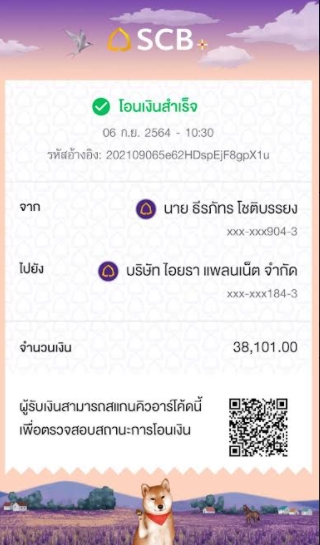 SCB
โอนเงินสำเร็จ
06 ก.ย. 2564 - 10:30
รหัสอ้างอิง: 202109065e62HDspEjF8gpX1u
จาก
นาย ธีรภัทร โชติบรรยง
xxx-xxx904-3
ไปยัง
บริษัท ไอยรา แพลนเน็ต จำกัด
xxx-xxx184-3
จำนวนเงิน
38,101.00
ผู้รับเงินสามารถสแกนคิวอาร์โค้ดนี้
เพื่อตรวจสอบสถานะการโอนเงิน